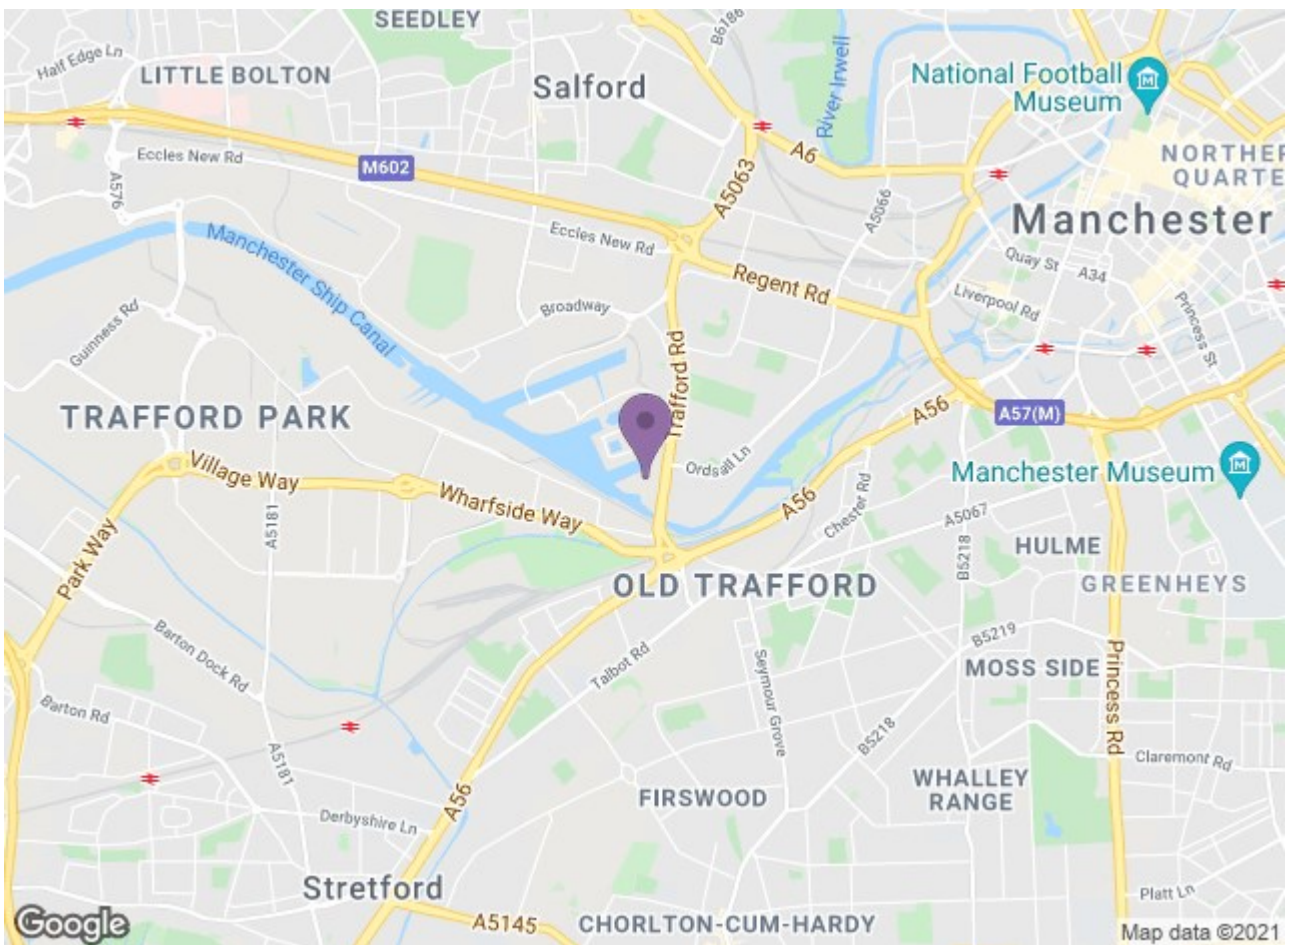 SEEDLEY
B6186
Half Edge Ln
LITTLE BOLTON
Salford
River Irwell
National Football
Museum
A6
NORTHER
QUARTE
Eccles New Rd
M602
A576
A5063
A5066
Manchester
Manchester Ship Canal
Eccles New Rd
Quay St
A34
Regent Rd
Liverpool Rd
Princess St
Guinness Rd
Broadway
Trafford Rd
TRAFFORD PARK
A56
A57(M)
Village Way
Ordsall Ln
Manchester Museum
Wharfside Way
A56
Chester Rd
A5067
Park Way
A5181
B5218
HULME
OLD TRAFFORD
GREENHEYS
Barton Dock Rd
Talbot Rd
Seymour Grove
B5219
MOSS SIDE
Princess Rd
Barton Rd
A5181
B5218
Claremont Rd
A56
FIRSWOOD
WHALLEY
RANGE
Derbyshire Ln
Stretford
Platt Ln
A5145
CHORLTON-CUM-HARDY
Google
Map data ©2021